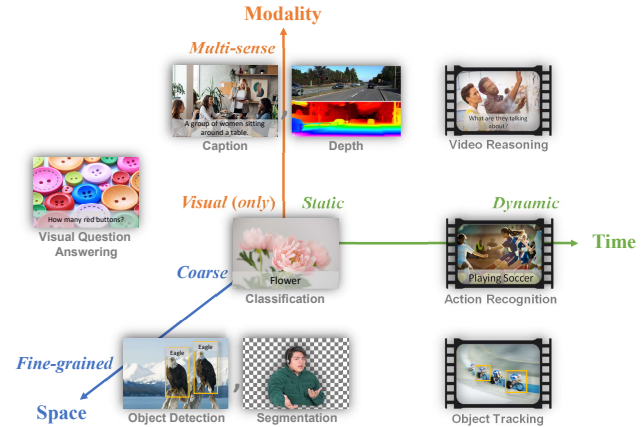 Modality
Multi-sense
A group of women sitting
around a table.
Caption
,
Depth
What are they talking
about?
Video Reasoning
How many red buttons?
Visual Question
Answering
Visual (only)
Static
Dynamic
Time
Flower
Classification
Playing Soccer
Action Recognition
Coarse
Fine-grained
Space
Eagle
Eagle
Object Detection
,
Segmentation
Object Tracking